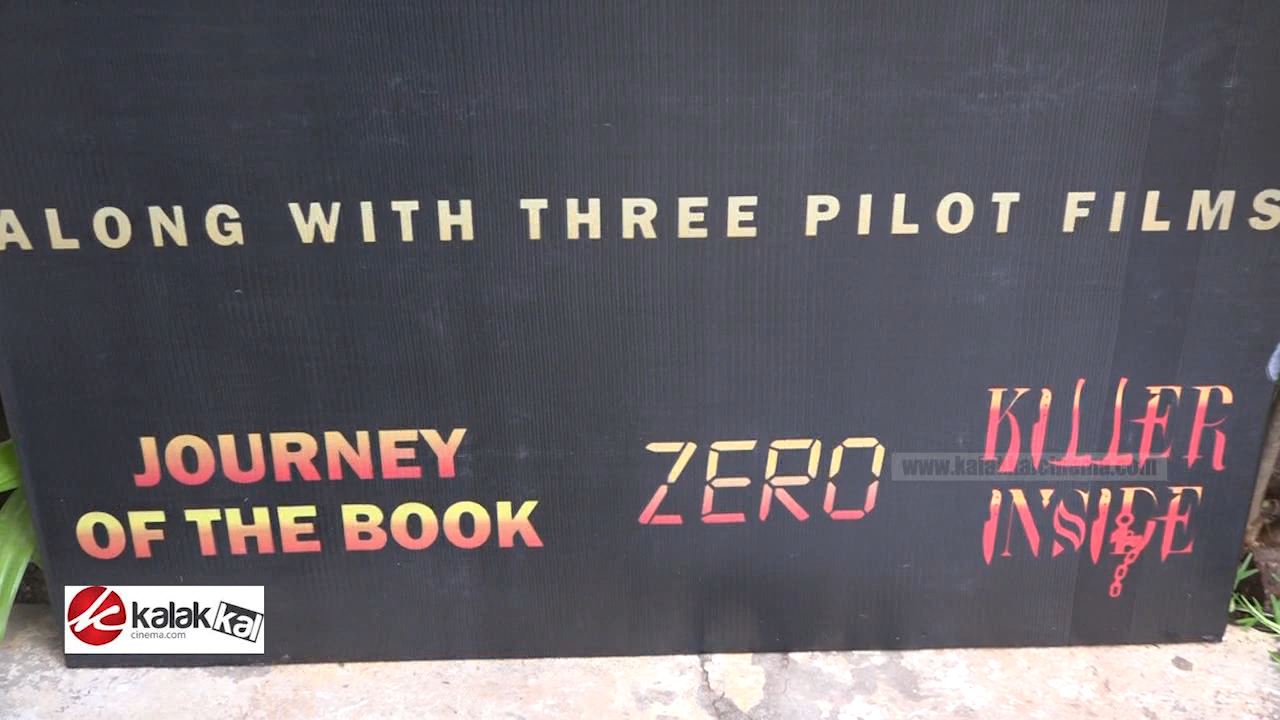 ALONG WITH THREE PILOT FILMS
JOURNEY
OF THE BOOK
ZERO
KILLER
INSIDE
www.kalakkalcinema.com
kalakkal
cinema.com